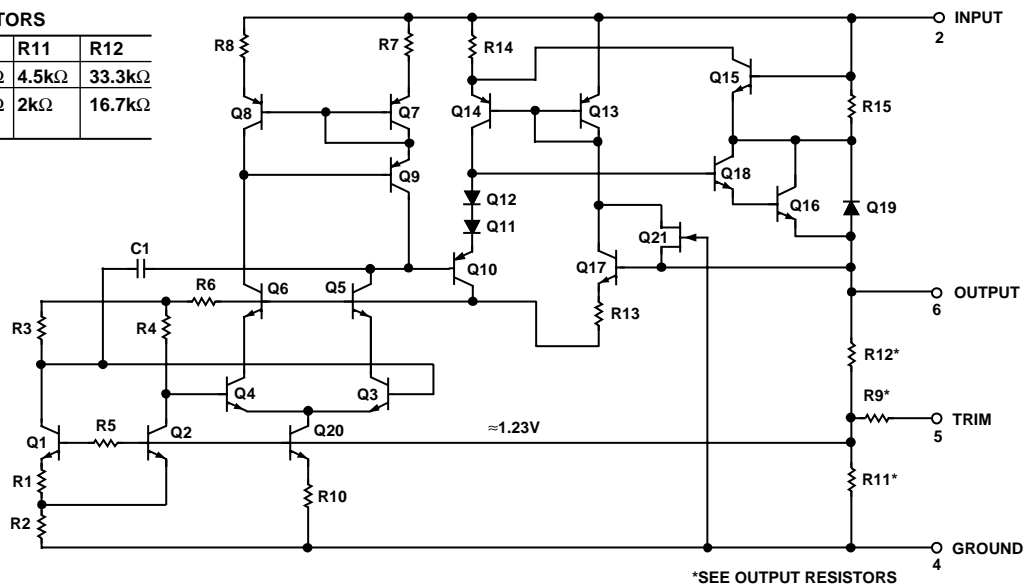 TORS
R11 R12
Ω 4.5kΩ 33.3kΩ
Ω 2kΩ 16.7kΩ
R8
R7
R14
INPUT
2
Q15
R15
Q8
Q7
Q14
Q13
Q9
Q18
Q16
Q19
Q12
Q11
C1
Q10
Q17
Q21
R6
Q6
Q5
OUTPUT
6
R3
R4
R13
R12*
Q4
Q3
R9*
TRIM
5
Q1
R5
Q2
Q20
≈1.23V
R1
R10
R11*
R2
GROUND
4
*SEE OUTPUT RESISTORS